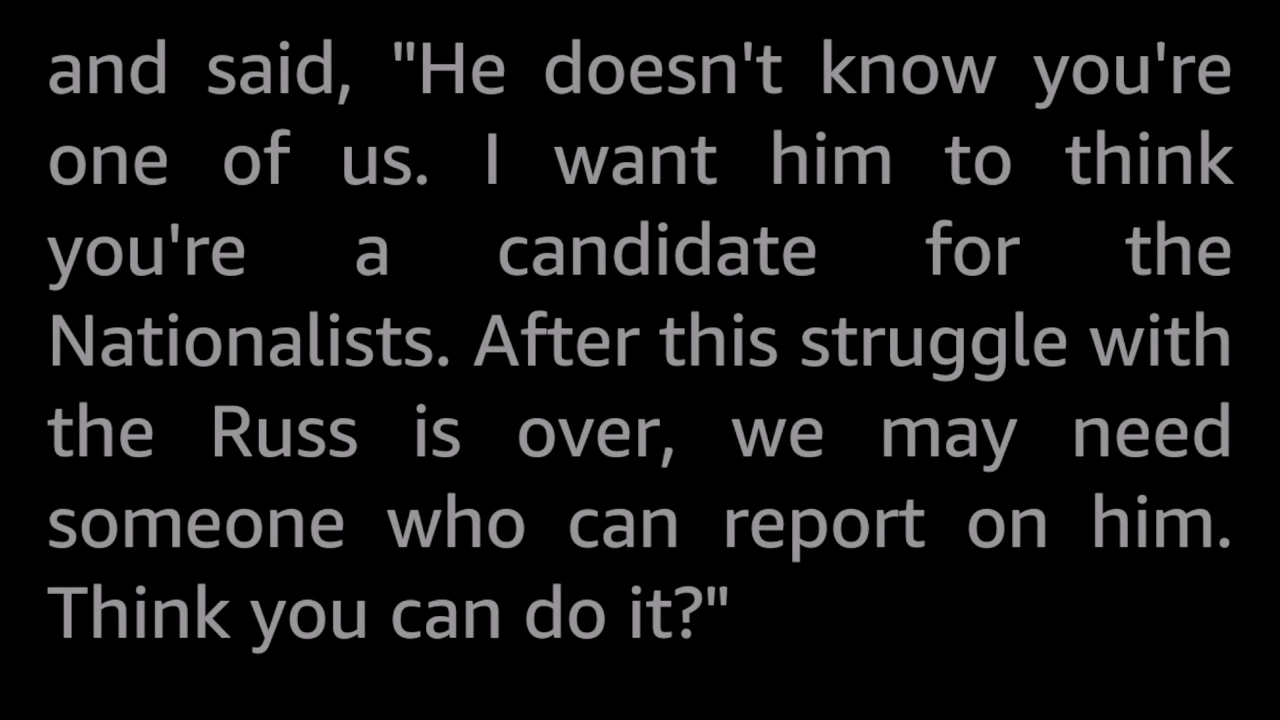 and said, "He doesn't know you're
one of us. I want him to think
you're a candidate for the
Nationalists. After this struggle with
the Russ is over, we may need
someone who can report on him.
Think you can do it?"